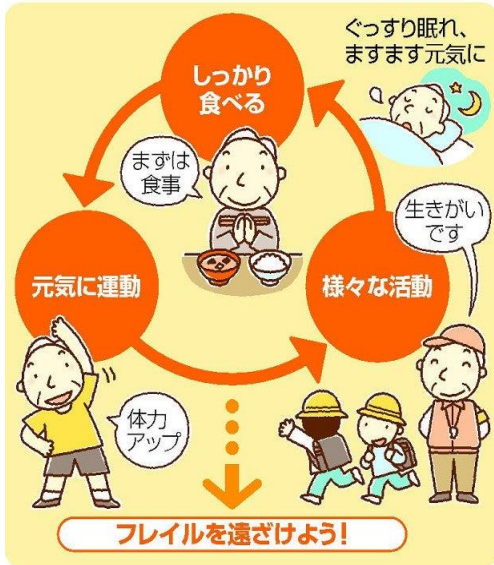 ぐっすり眠れ、
ますます元気に
しっかり
食べる
まずは
食事
生きがい
です
元気に運動
様々な活動
体力
アップ
フレイルを遠ざけよう!